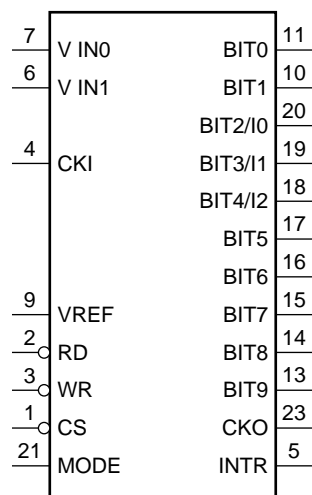 7 V IN0 BIT0 11
6 V IN1 BIT1 10
BIT2/I0 20
4 CKI BIT3/I1 19
BIT4/I2 18
BIT5 17
BIT6 16
9 VREF BIT7 15
2 RD BIT8 14
3 WR BIT9 13
1 CS CKO 23
21 MODE INTR 5